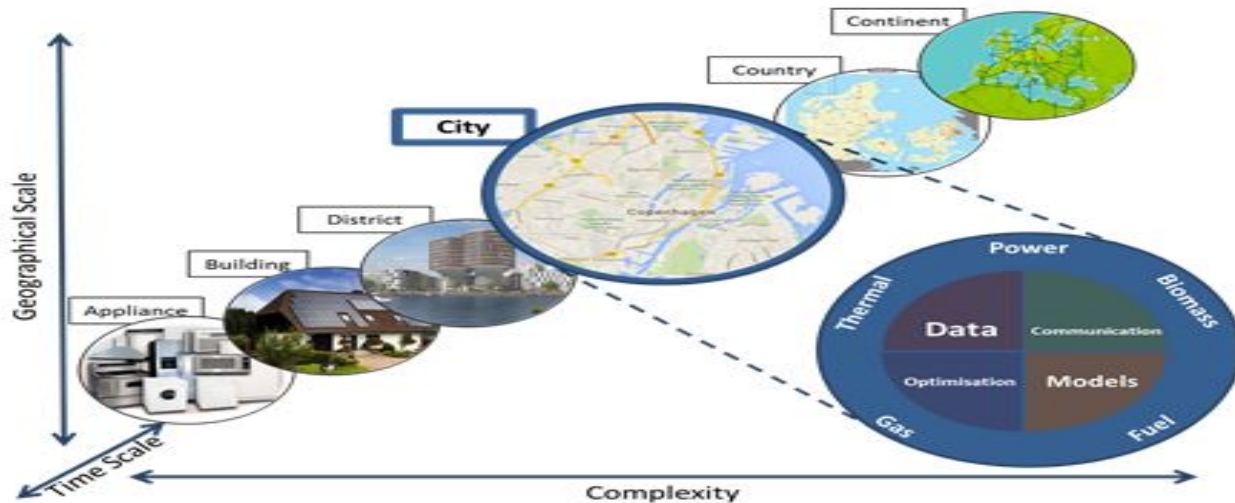 Continent
Country
City
District
Building
Appliance
Geographical Scale
Time Scale
Complexity
Copenhagen
Power
Thermal
Biomass
Data
Communication
Optimisation
Models
Gas
Fuel